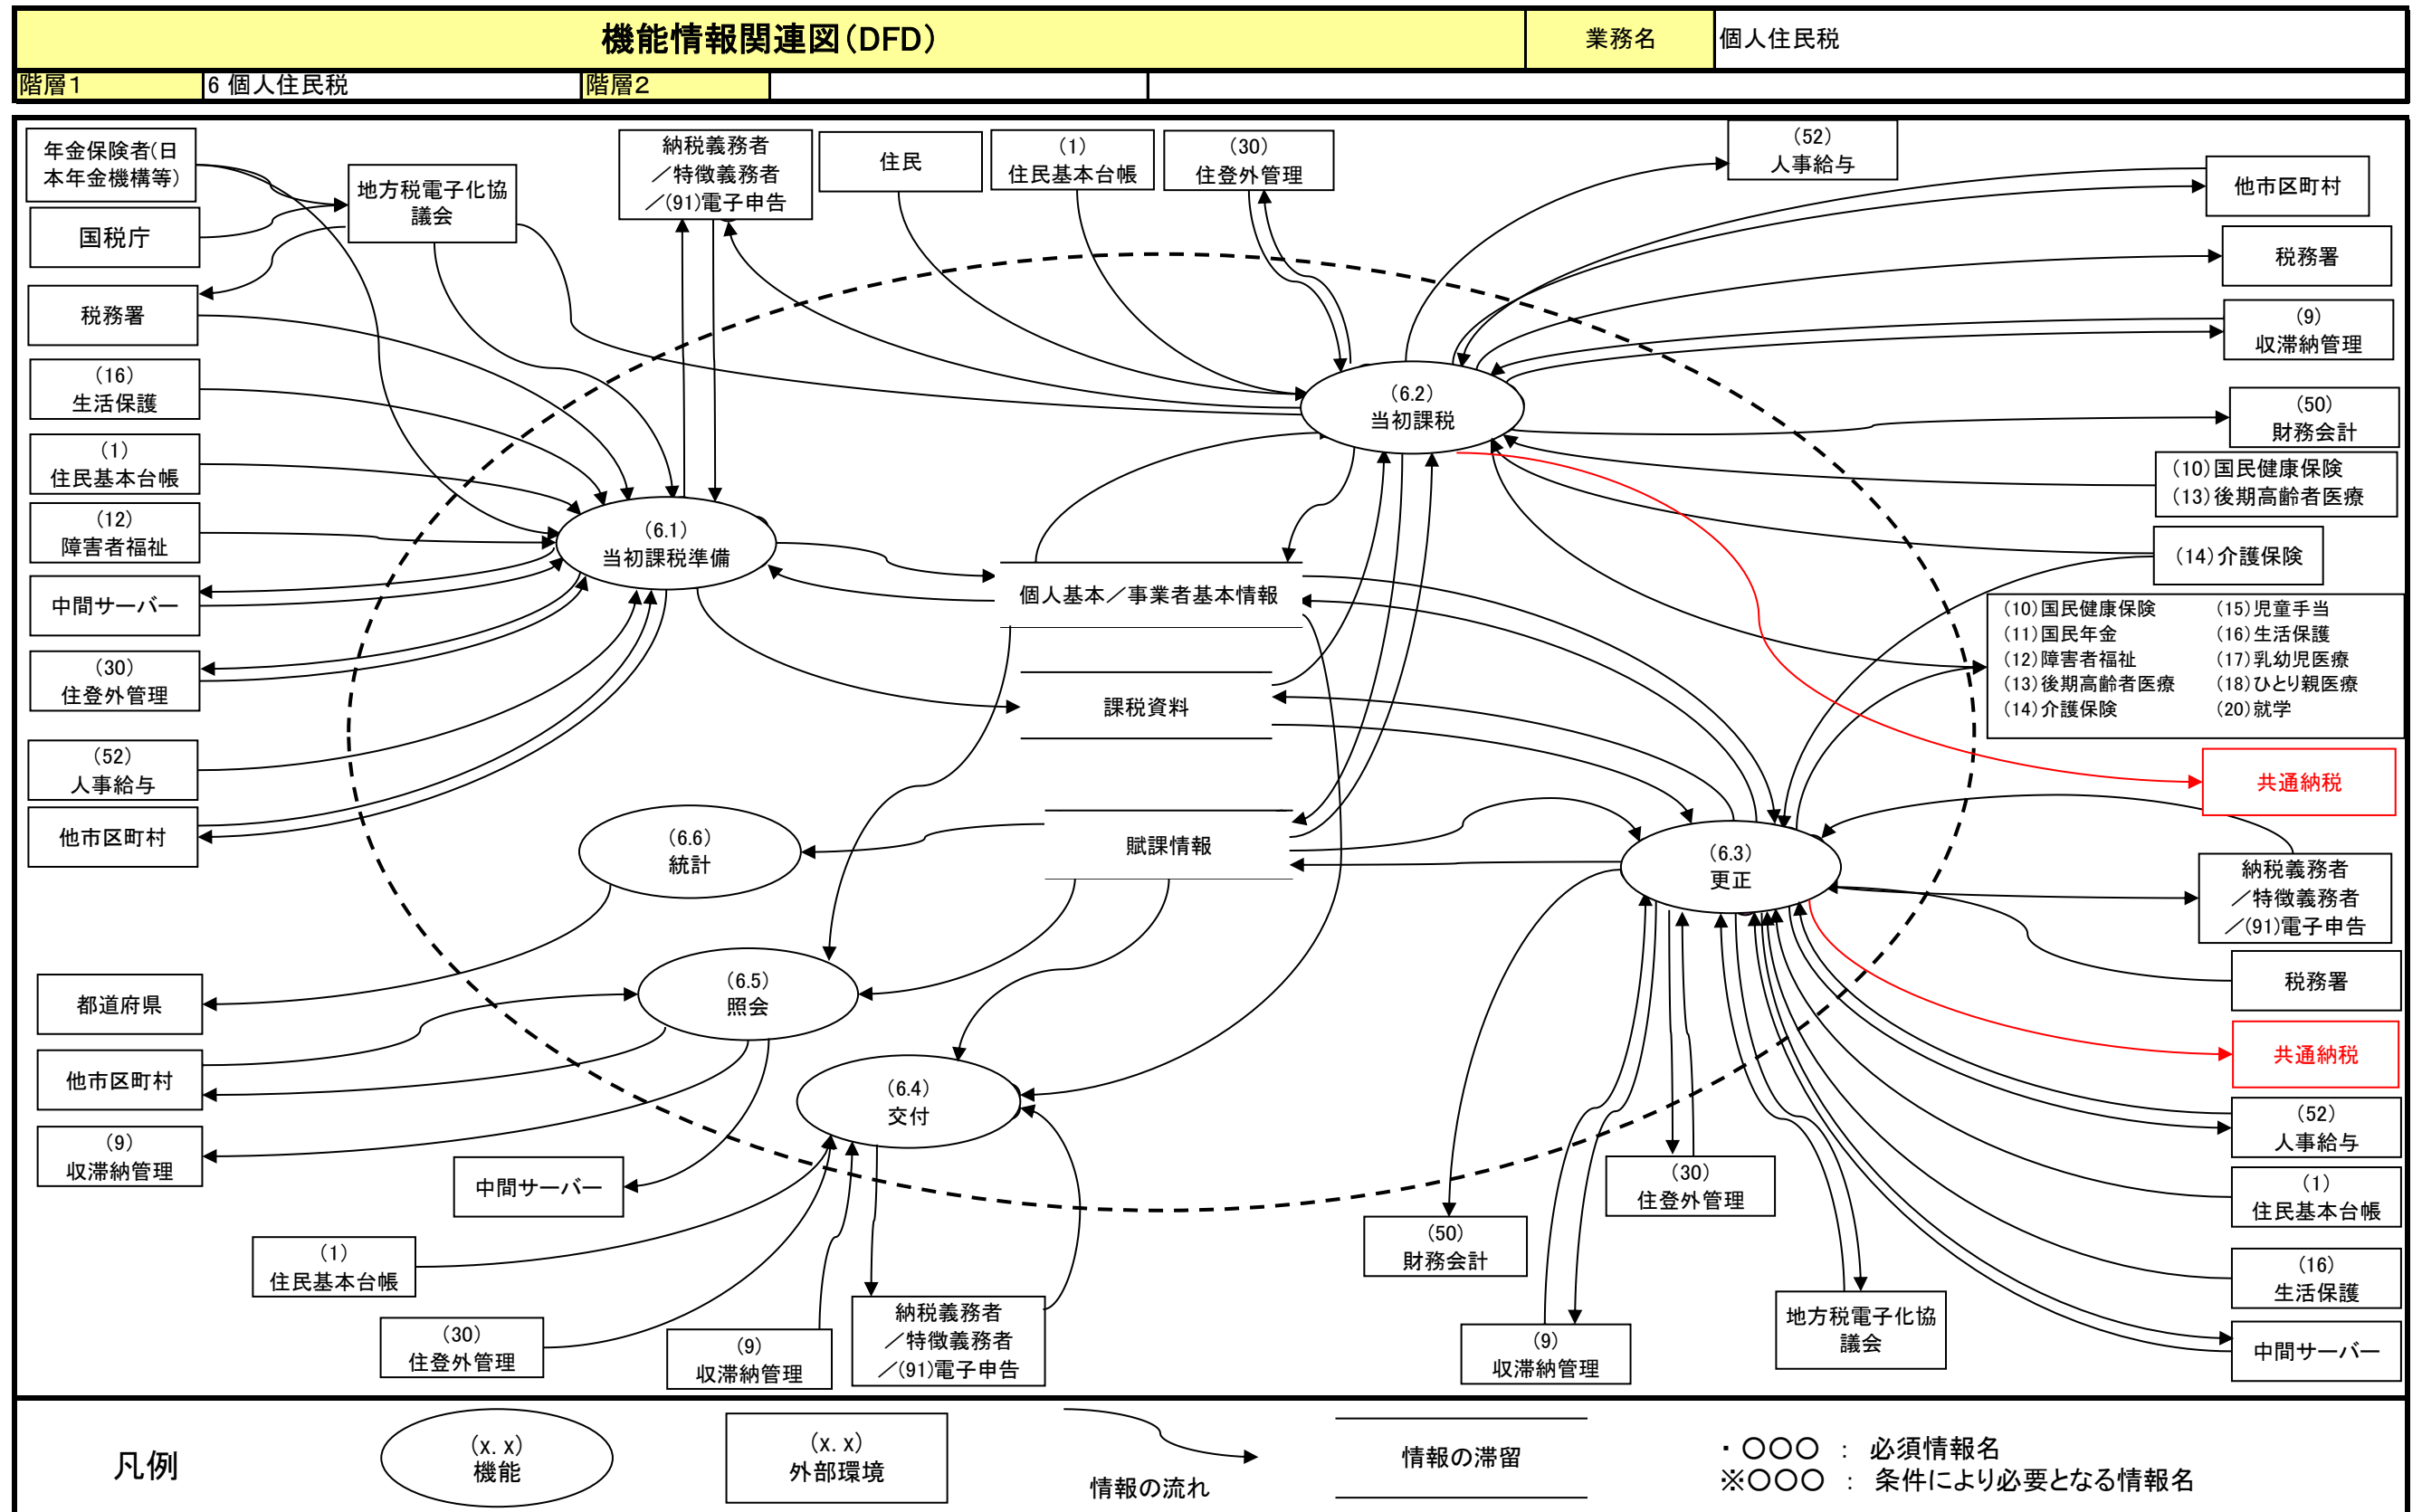 機能情報関連図(DFD)
業務名
個人住民税
階層1
6 個人住民税
階層2
年金保険者(日
本年金機構等)
国税庁
税務署
(16)
生活保護
(1)
住民基本台帳
(12)
障害者福祉
中間サーバー
(30)
住登外管理
(52)
人事給与
他市区町村
地方税電子化協
議会
納税義務者
／特徴義務者
／(91)電子申告
住民
(1)
住民基本台帳
(30)
住登外管理
(52)
人事給与
他市区町村
税務署
(9)
収滞納管理
(50)
財務会計
(10)国民健康保険
(13)後期高齢者医療
(14)介護保険
(10)国民健康保険
(11)国民年金
(12)障害者福祉
(13)後期高齢者医療
(14)介護保険
(15)児童手当
(16)生活保護
(17)乳幼児医療
(18)ひとり親医療
(20)就学
共通納税
納税義務者
／特徴義務者
／(91)電子申告
税務署
共通納税
(52)
人事給与
(1)
住民基本台帳
(16)
生活保護
中間サーバー
(6.1)
当初課税準備
(6.2)
当初課税
個人基本／事業者基本情報
課税資料
賦課情報
(6.3)
更正
(6.6)
統計
(6.5)
照会
(6.4)
交付
都道府県
他市区町村
(9)
収滞納管理
中間サーバー
(1)
住民基本台帳
(30)
住登外管理
(9)
収滞納管理
納税義務者
／特徴義務者
／(91)電子申告
(50)
財務会計
(30)
住登外管理
(9)
収滞納管理
地方税電子化協
議会
凡例
(x. x)
機能
(x. x)
外部環境
情報の流れ
情報の滞留
・○○○ ： 必須情報名
※○○○ ： 条件により必要となる情報名